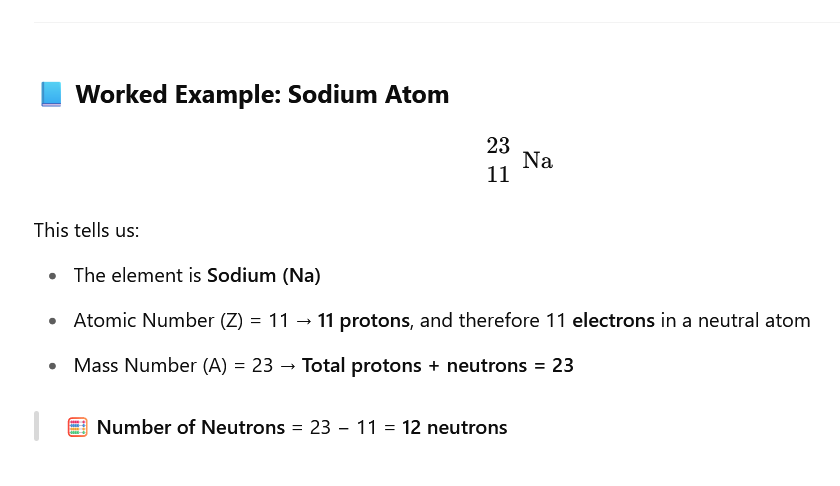 📘 Worked Example: Sodium Atom
23
11 Na
This tells us:
• The element is Sodium (Na)
• Atomic Number (Z) = 11 → 11 protons, and therefore 11 electrons in a neutral atom
• Mass Number (A) = 23 → Total protons + neutrons = 23
🧮 Number of Neutrons = 23 − 11 = 12 neutrons